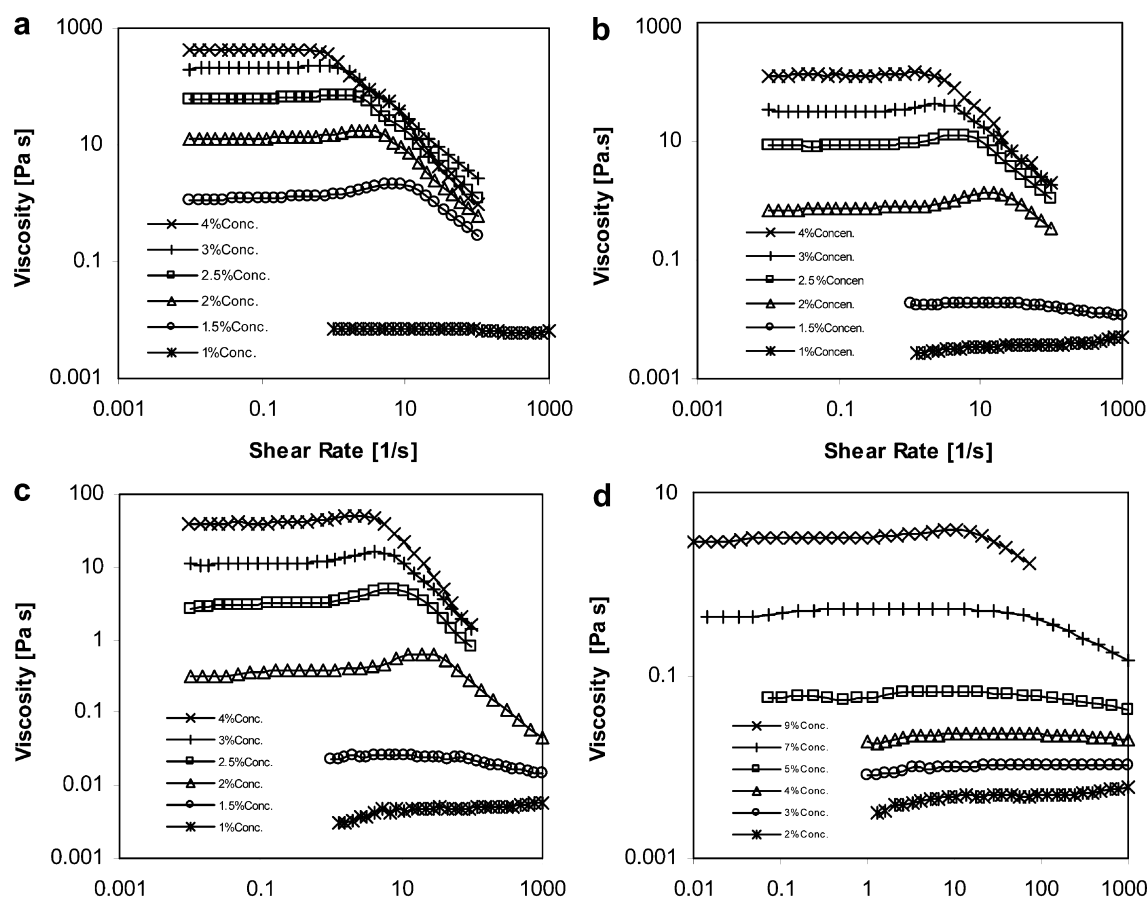 a
1000
10
0.1
0.001
Viscosity [Pa s]
4%Conc.
3%Conc.
2.5%Conc.
2%Conc.
1.5%Conc.
1%Conc.
0.001 0.1 10 1000
Shear Rate [1/s]
b
1000
10
0.1
0.001
Viscosity [Pa.s]
4%Concen.
3%Concen.
2.5%Concen
2%Concen.
1.5%Concen.
1%Concen.
0.001 0.1 10 1000
Shear Rate [1/s]
c
100
10
1
0.1
0.01
0.001
Viscosity [Pa s]
4%Conc.
3%Conc.
2.5%Conc.
2%Conc.
1.5%Conc.
1%Conc.
0.001 0.1 10 1000
d
10
0.1
0.001
Viscosity [Pa s]
9%Conc.
7%Conc.
5%Conc.
4%Conc.
3%Conc.
2%Conc.
0.01 0.1 1 10 100 1000